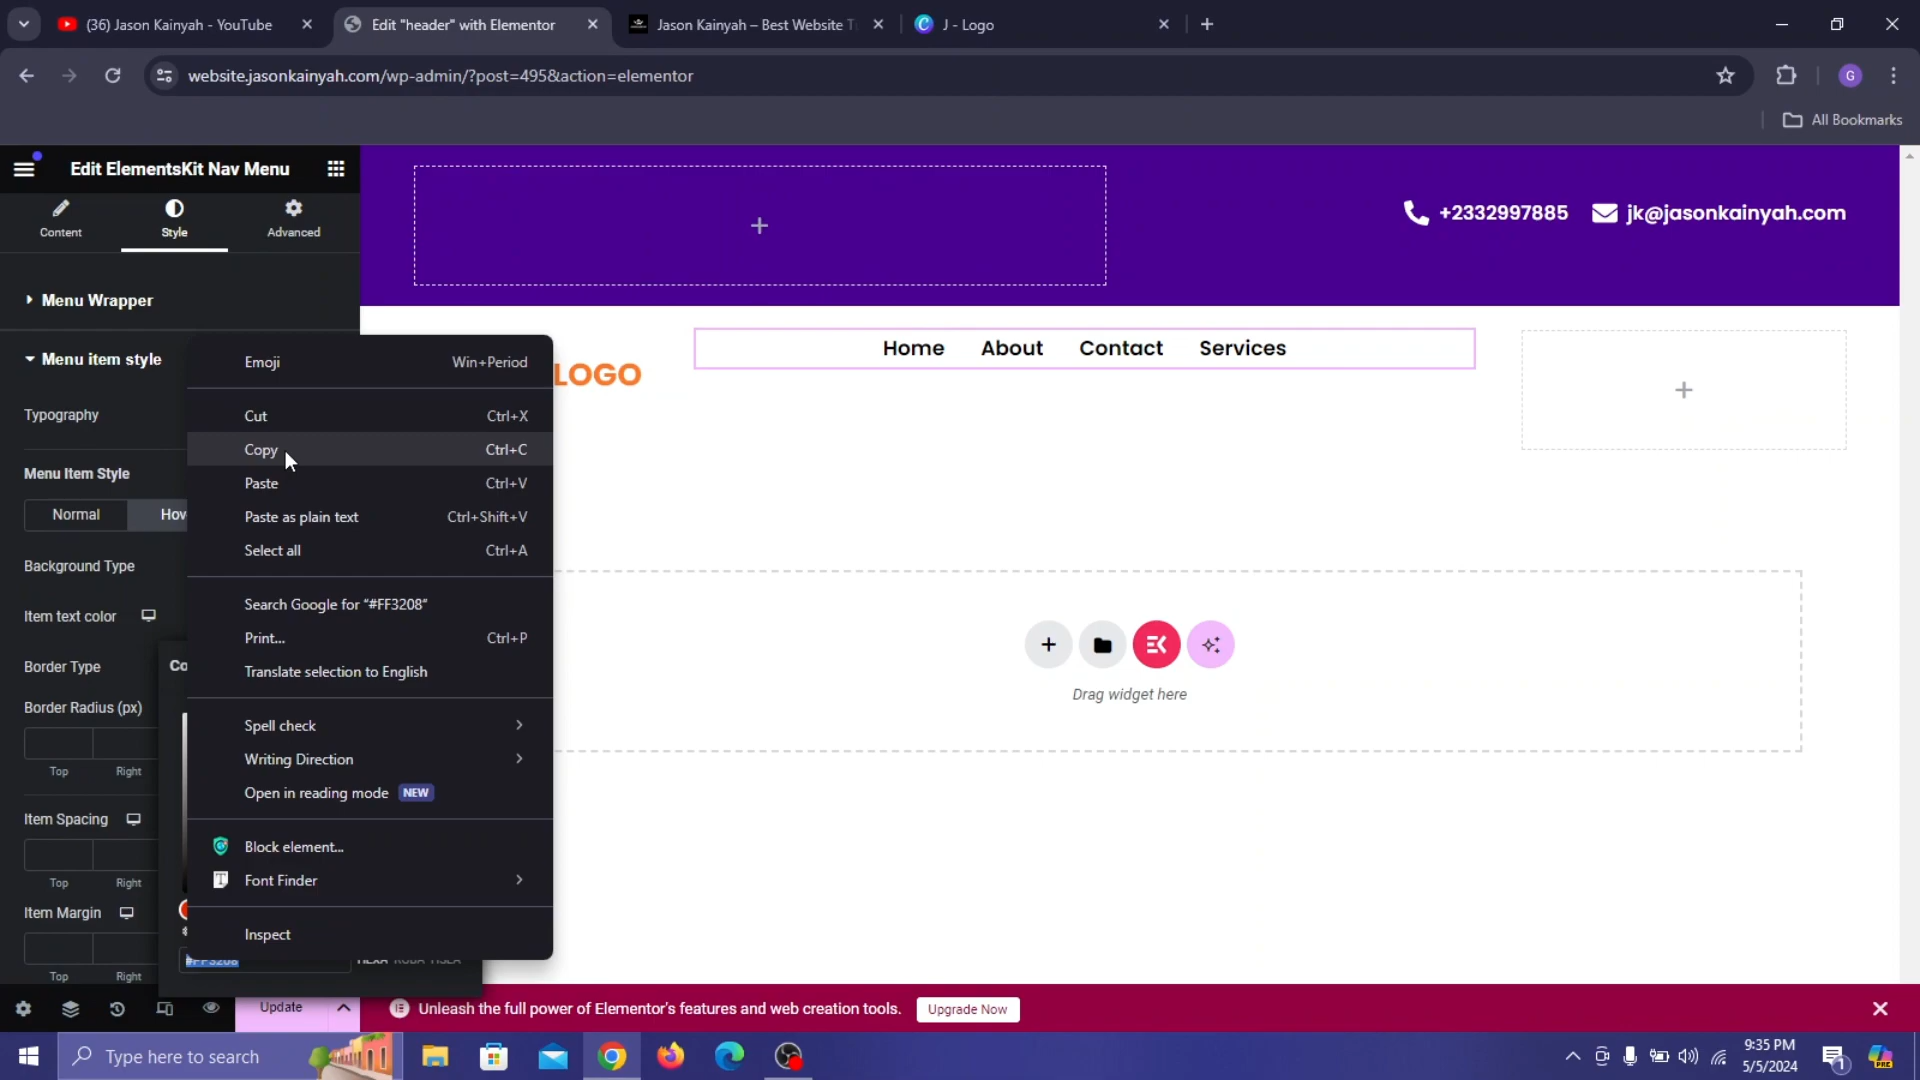 (36) Jason Kainyah - YouTube
Edit "header" with Elementor
Jason Kainyah – Best Website T
J - Logo
website.jasonkainyah.com/wp-admin/?post=495&action=elementor
G
All Bookmarks
Edit ElementsKit Nav Menu
Content
Style
Advanced
+2332997885
jk@jasonkainyah.com
Menu Wrapper
Menu item style
Emoji Win+Period
LOGO
Home About Contact Services
Typography
Cut Ctrl+X
Copy Ctrl+C
Menu Item Style
Paste Ctrl+V
Normal
Hov
Paste as plain text Ctrl+Shift+V
Select all Ctrl+A
Background Type
Search Google for “#FF3208”
Item text color
Print... Ctrl+P
Border Type
Co
Translate selection to English
Drag widget here
Border Radius (px)
Spell check
Writing Direction
Top Right
Open in reading mode NEW
Item Spacing
Block element...
Font Finder
Top Right
Item Margin
Inspect
#FF3208
HEXA RGBA HSLA
Top Right
Update
Unleash the full power of Elementor’s features and web creation tools.
Upgrade Now
Type here to search
9:35 PM
5/5/2024
1
PRE